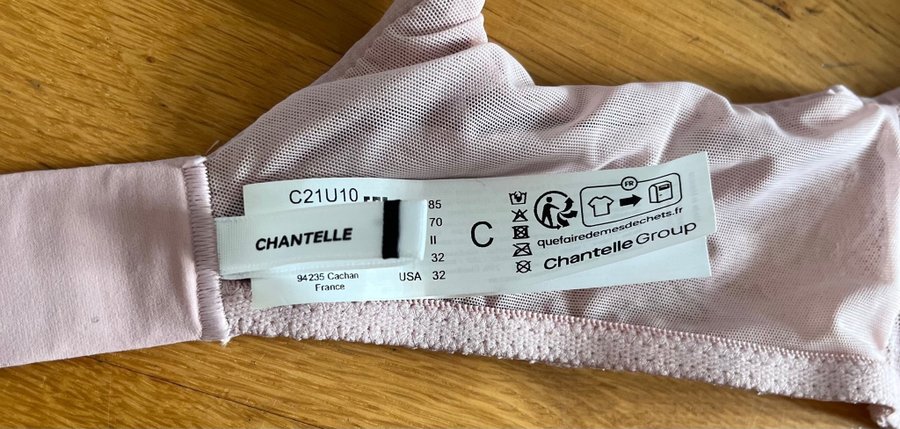 C21U10
CHANTELLE
94235 Cachan
France
85
70
II
32
USA 32
C
FR
quefairedemesdechets.fr
Chantelle Group